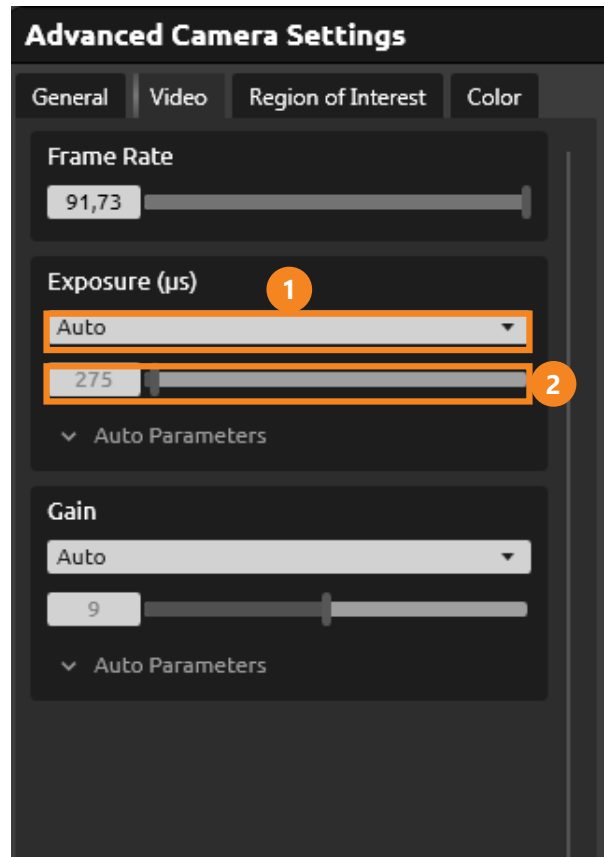 Advanced Camera Settings
General Video Region of Interest Color
Frame Rate
91,73
Exposure (µs)
1
Auto
275
2
Auto Parameters
Gain
Auto
9
Auto Parameters